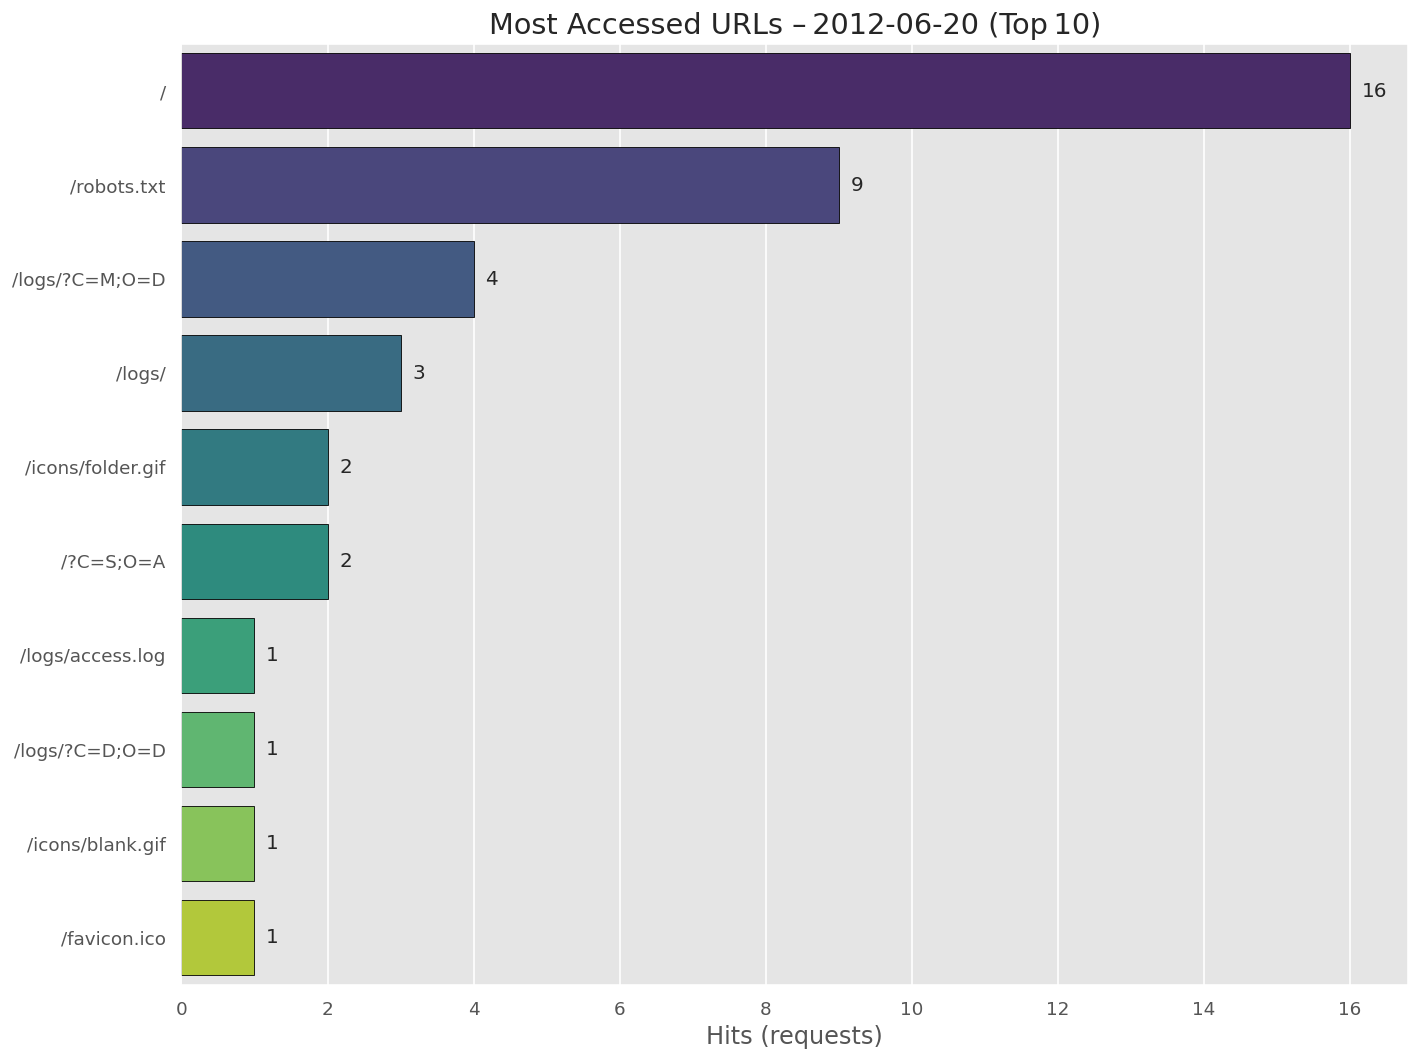 Most Accessed URLs – 2012-06-20 (Top 10)
/ 16
/robots.txt 9
/logs/?C=M;O=D 4
/logs/ 3
/icons/folder.gif 2
/?C=S;O=A 2
/logs/access.log 1
/logs/?C=D;O=D 1
/icons/blank.gif 1
/favicon.ico 1
0 2 4 6 8 10 12 14 16
Hits (requests)